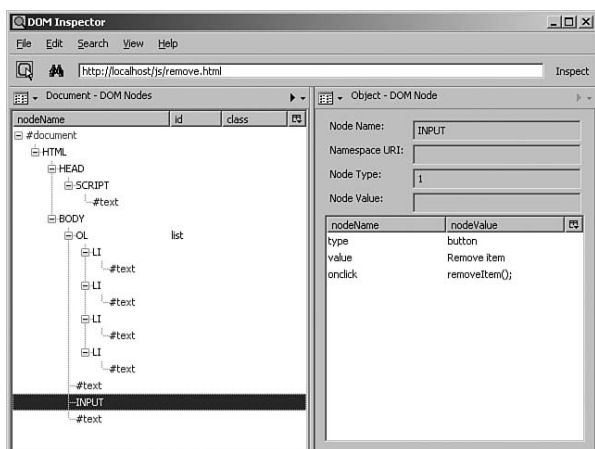 DOM Inspector
File Edit Search View Help
http://localhost/js/remove.html Inspect
Document - DOM Nodes
nodeName id class
#document
HTML
HEAD
SCRIPT
#text
BODY
OL list
LI
#text
LI
#text
LI
#text
LI
#text
#text
INPUT
#text
Object - DOM Node
Node Name: INPUT
Namespace URI:
Node Type: 1
Node Value:
nodeName nodeValue
type button
value Remove item
onclick removeItem();